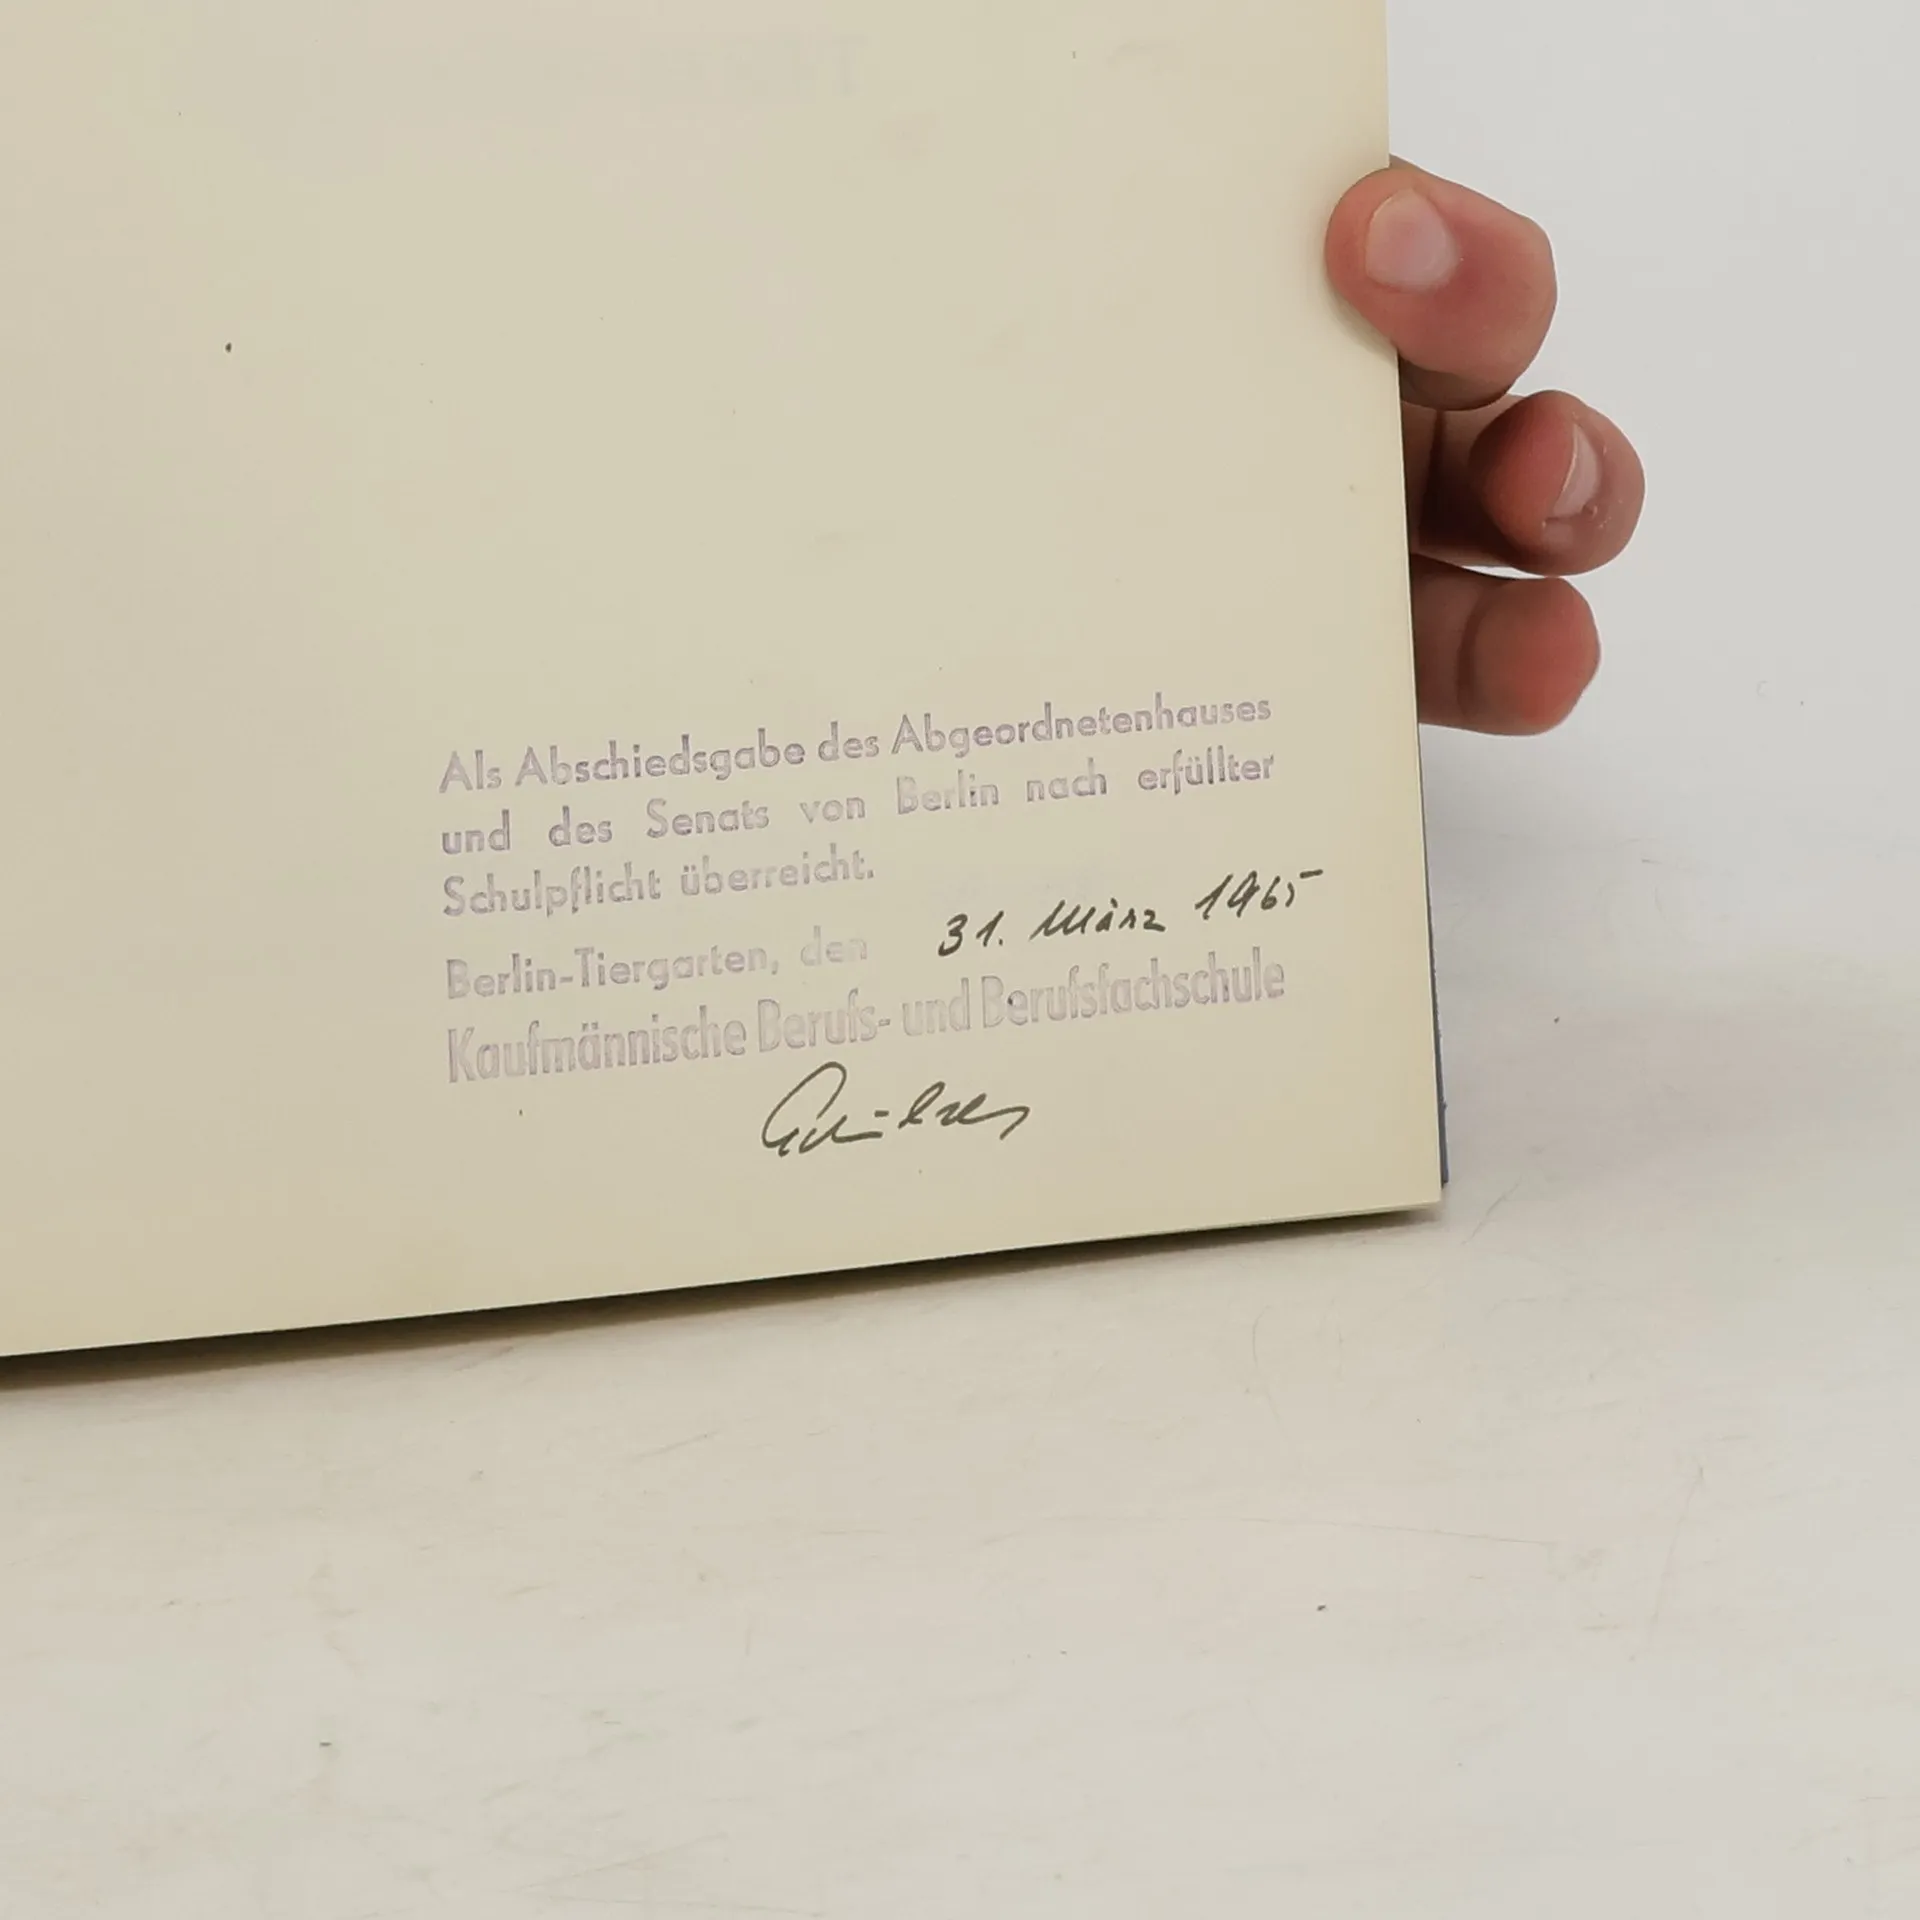 Als Abschiedsgabe des Abgeordnetenhauses
und des Senats von Berlin nach erfüllter
Schulpflicht überreicht.
Berlin-Tiergarten, den 31. März 1965
Kaufmännische Berufs- und Berufsfachschule